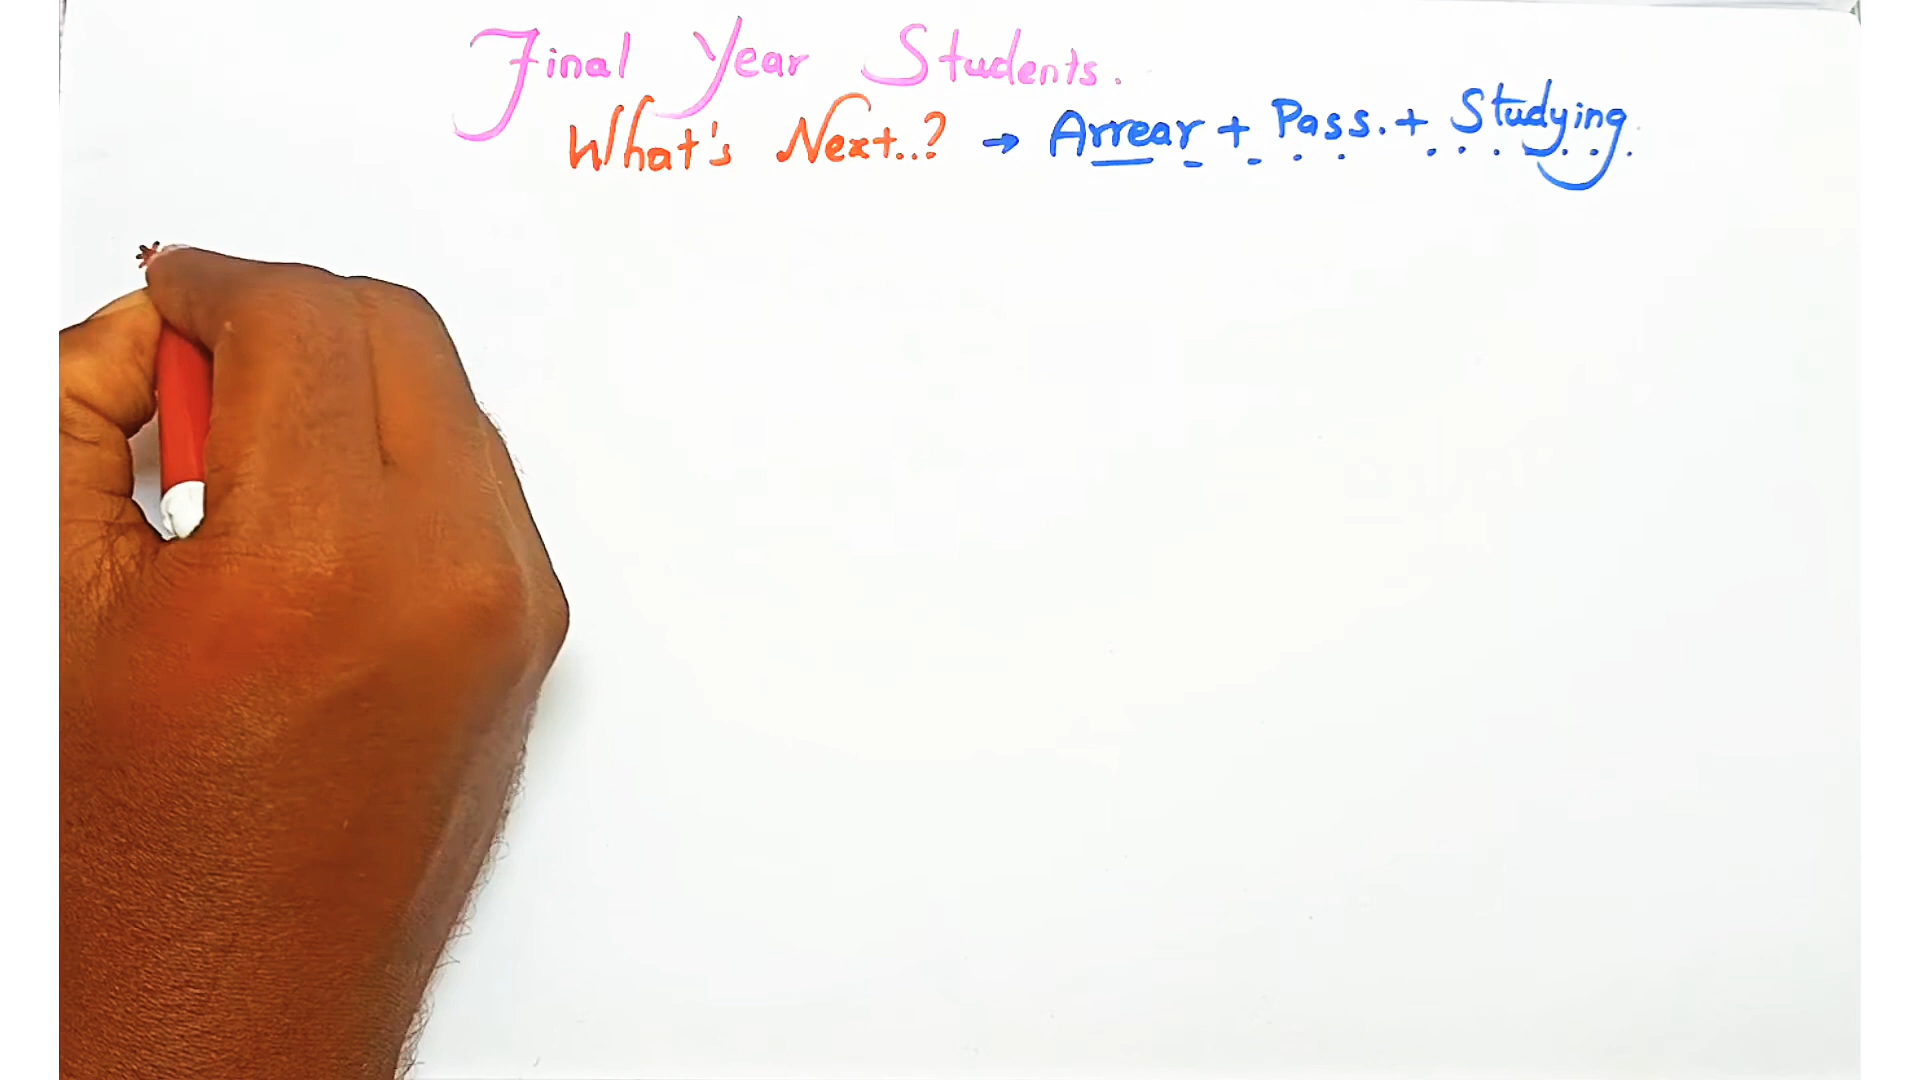 Final Year Students.
What's Next..? → Arrear + Pass. + Studying.
*